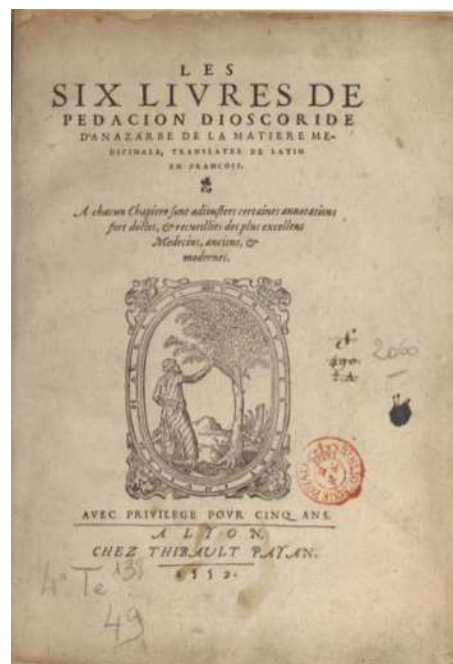 LES
SIX LIVRES DE
PEDACION DIOSCORIDE
D'ANAZARBE DE LA MATIERE ME-
DICINALE, TRANSLATES DE LATIN
EN FRANCOIS.
A chacun Chapitre sont adioustees certaines annotations
fort doctes, & recueillies des plus excellens
Medecins, anciens, &
modernes.
2060
AVEC PRIVILEGE POVR CINQ ANS.
A LYON,
CHEZ THIBAULT PAYAN.
4° Te 138
49